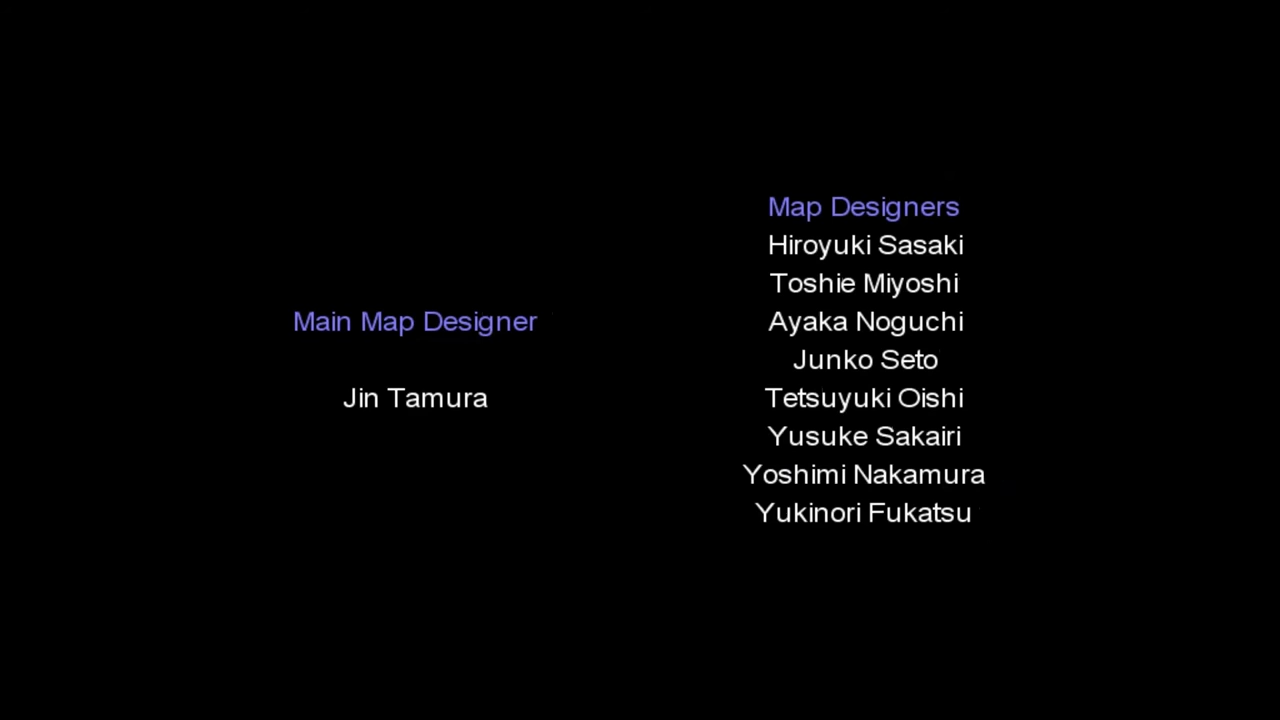 Main Map Designer
Jin Tamura
Map Designers
Hiroyuki Sasaki
Toshie Miyoshi
Ayaka Noguchi
Junko Seto
Tetsuyuki Oishi
Yusuke Sakairi
Yoshimi Nakamura
Yukinori Fukatsu